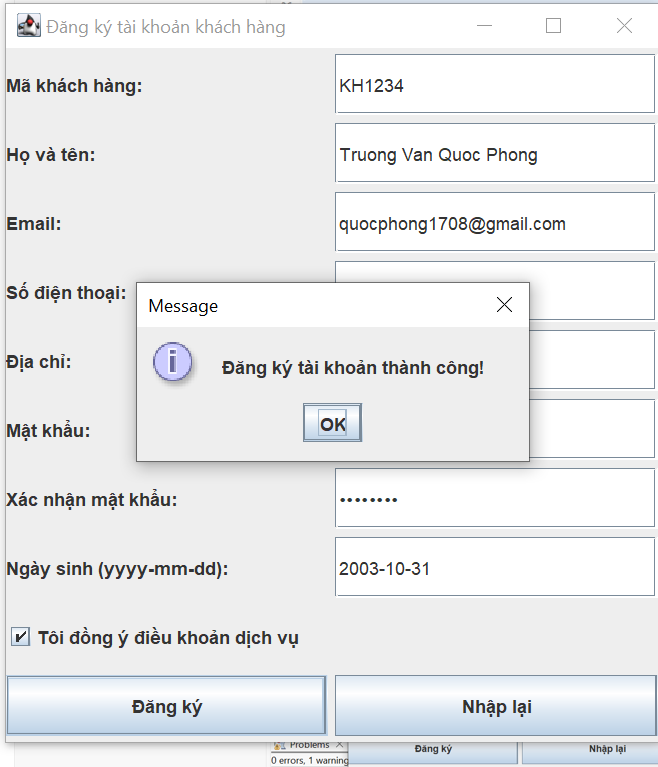 Đăng ký tài khoản khách hàng
Mã khách hàng:
KH1234
Họ và tên:
Truong Van Quoc Phong
Email:
quocphong1708@gmail.com
Số điện thoại:
Message
Địa chỉ:
Đăng ký tài khoản thành công!
OK
Mật khẩu:
Xác nhận mật khẩu:
••••••••
Ngày sinh (yyyy-mm-dd):
2003-10-31
Tôi đồng ý điều khoản dịch vụ
Đăng ký
Nhập lại
Problems
Đăng ký
Nhập lại
0 errors, 1 warning